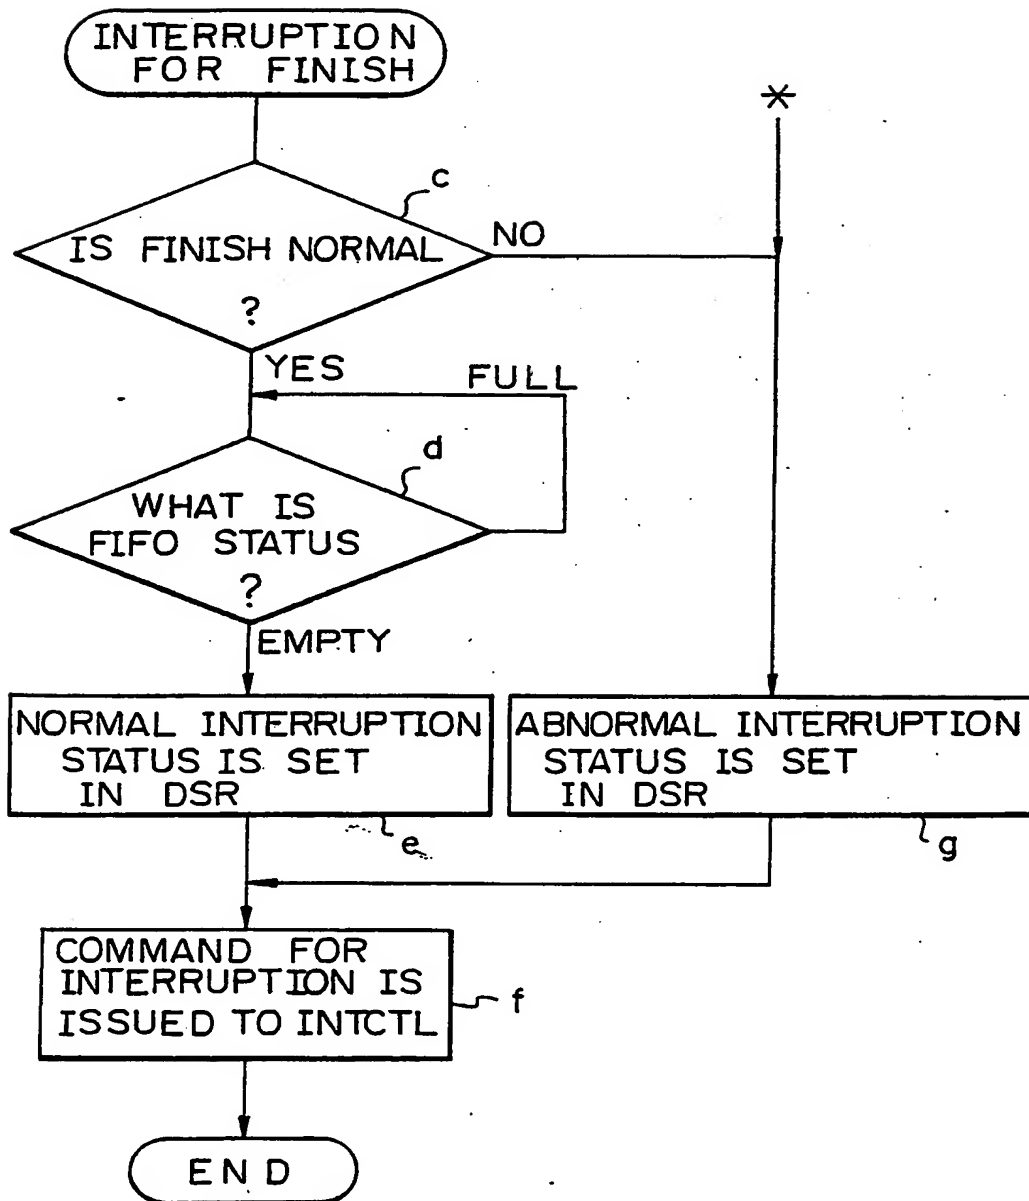 INTERRUPTION
FOR FINISH
*
c
IS FINISH NORMAL
?
NO
YES
FULL
d
WHAT IS
FIFO STATUS
?
EMPTY
NORMAL INTERRUPTION
STATUS IS SET
IN DSR
e
ABNORMAL INTERRUPTION
STATUS IS SET
IN DSR
g
COMMAND FOR
INTERRUPTION IS
ISSUED TO INTCTL
f
END